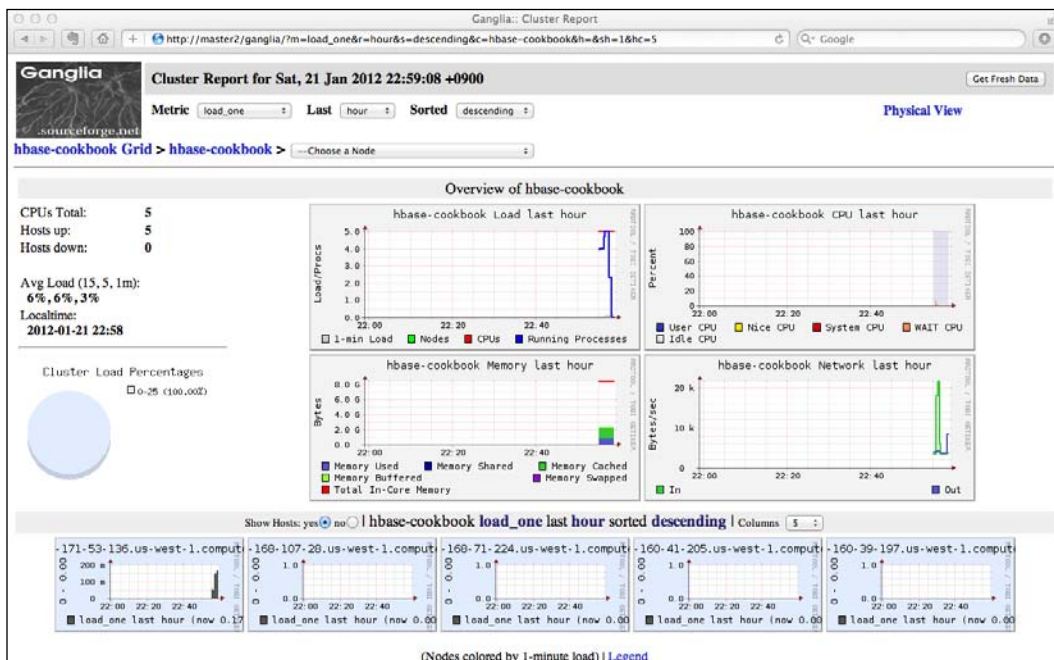 Ganglia:: Cluster Report
http://master2/ganglia/?m=load_one&r=hour&s=descending&c=hbase-cookbook&h=&sh=1&hc=5
Google
Ganglia
.sourceforge.net
Cluster Report for Sat, 21 Jan 2012 22:59:08 +0900
Get Fresh Data
Metric load_one Last hour Sorted descending
Physical View
hbase-cookbook Grid > hbase-cookbook > --Choose a Node
Overview of hbase-cookbook
CPUs Total: 5
Hosts up: 5
Hosts down: 0
Avg Load (15, 5, 1m):
6%, 6%, 3%
Localtime:
2012-01-21 22:58
Cluster Load Percentages
0-25 (100.00%)
hbase-cookbook Load last hour
Load/Procs
5.0
4.0
3.0
2.0
1.0
0.0
22:00 22:20 22:40
1-min Load Nodes CPUs Running Processes
hbase-cookbook CPU last hour
Percent
100
80
60
40
20
0
22:00 22:20 22:40
User CPU Nice CPU System CPU WAIT CPU
Idle CPU
hbase-cookbook Memory last hour
Bytes
8.0 G
6.0 G
4.0 G
2.0 G
0.0
22:00 22:20 22:40
Memory Used Memory Shared Memory Cached
Memory Buffered Memory Swapped
Total In-Core Memory
hbase-cookbook Network last hour
Bytes/sec
20 k
10 k
0
22:00 22:20 22:40
In Out
Show Hosts: yes no | hbase-cookbook load_one last hour sorted descending | Columns 5
-171-53-136.us-west-1.comput
200 m
100 m
0
22:00 22:20 22:40
load_one last hour (now 0.17
-168-107-28.us-west-1.comput
1.0
0.0
22:00 22:20 22:40
load_one last hour (now 0.00
-168-71-224.us-west-1.comput
1.0
0.0
22:00 22:20 22:40
load_one last hour (now 0.00
-160-41-205.us-west-1.comput
1.0
0.0
22:00 22:20 22:40
load_one last hour (now 0.00
-160-39-197.us-west-1.comput
1.0
0.0
22:00 22:20 22:40
load_one last hour (now 0.00
(Nodes colored by 1-minute load) | Legend